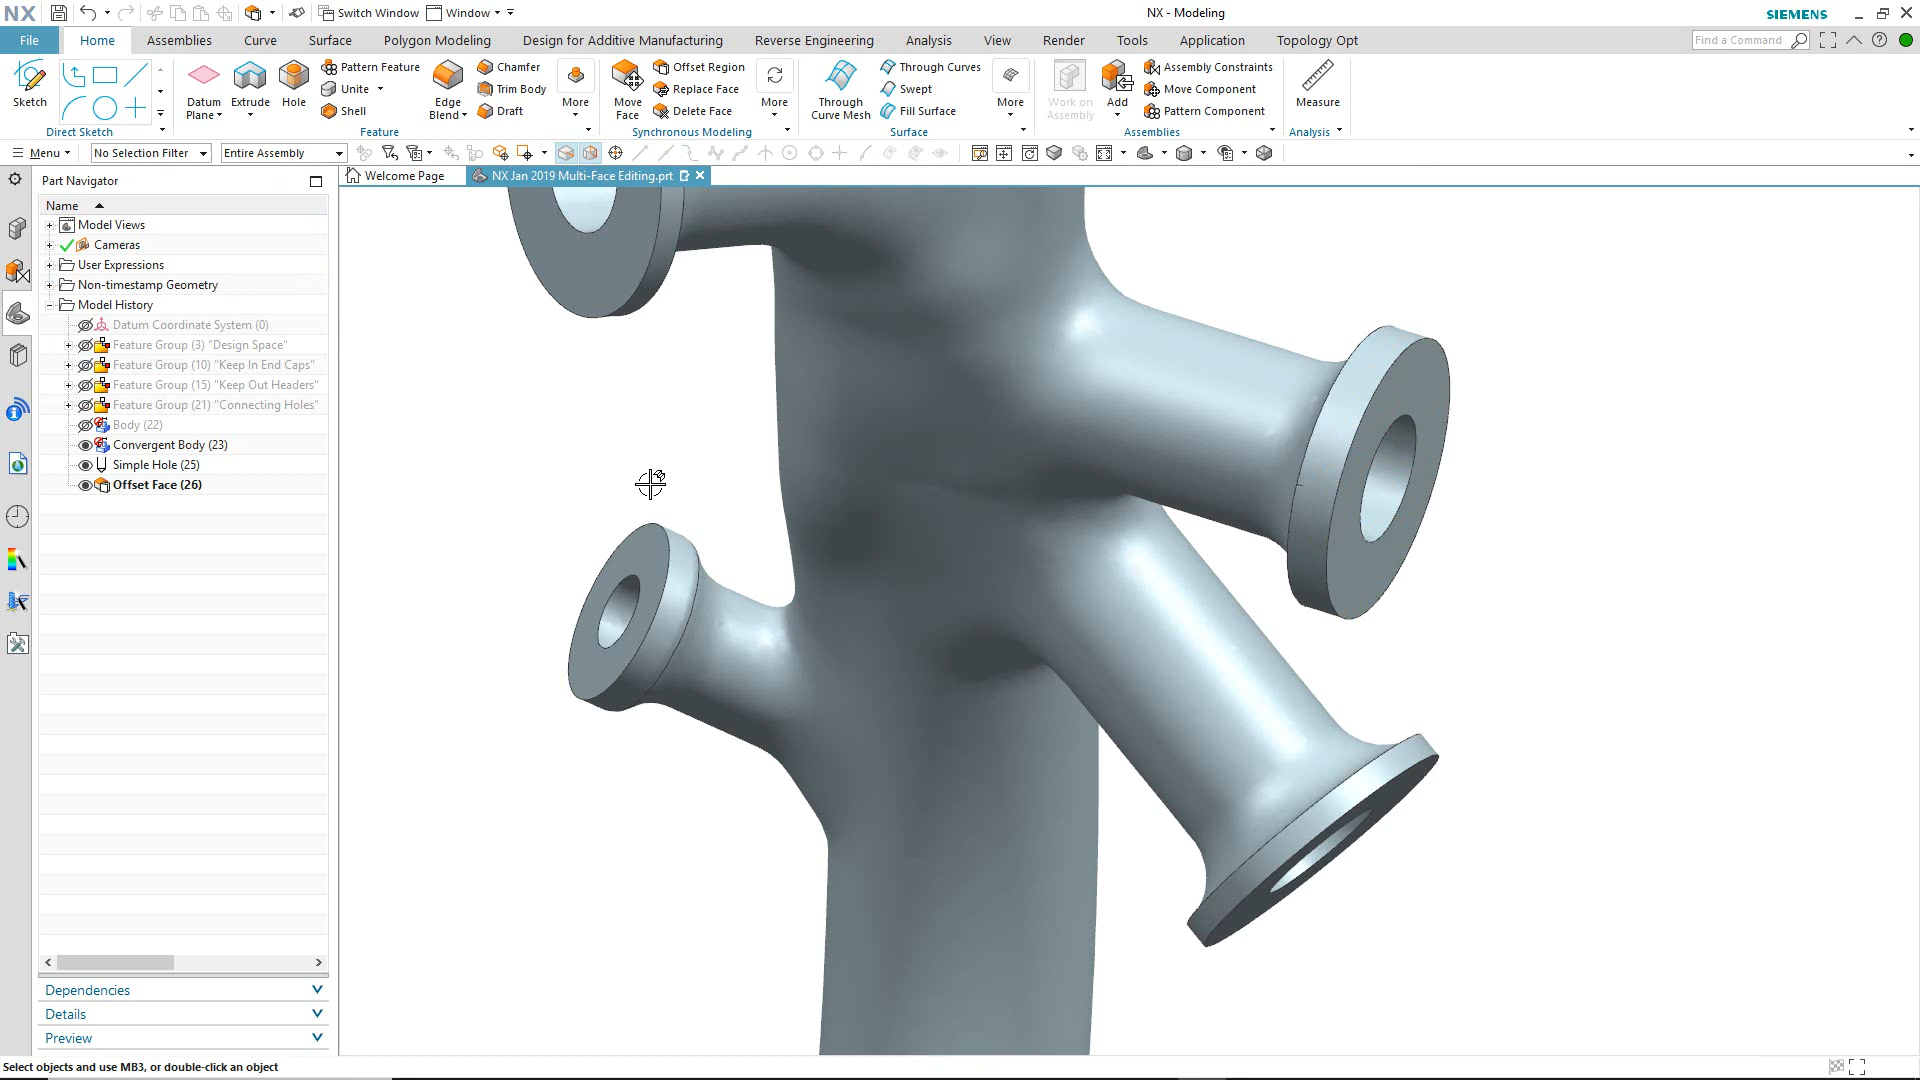 NX
Switch Window
Window
NX - Modeling
SIEMENS
File
Home
Assemblies
Curve
Surface
Polygon Modeling
Design for Additive Manufacturing
Reverse Engineering
Analysis
View
Render
Tools
Application
Topology Opt
Find a Command
Sketch
Datum
Plane
Extrude
Hole
Pattern Feature
Unite
Shell
Edge
Blend
Chamfer
Trim Body
Draft
More
Move
Face
Offset Region
Replace Face
Delete Face
More
Through
Curve Mesh
Through Curves
Swept
Fill Surface
More
Work on
Assembly
Add
Assembly Constraints
Move Component
Pattern Component
Measure
Direct Sketch
Feature
Synchronous Modeling
Surface
Assemblies
Analysis
Menu
No Selection Filter
Entire Assembly
Part Navigator
Welcome Page
NX Jan 2019 Multi-Face Editing.prt
Name
Model Views
Cameras
User Expressions
Non-timestamp Geometry
Model History
Datum Coordinate System (0)
Feature Group (3) "Design Space"
Feature Group (10) "Keep In End Caps"
Feature Group (15) "Keep Out Headers"
Feature Group (21) "Connecting Holes"
Body (22)
Convergent Body (23)
Simple Hole (25)
Offset Face (26)
Dependencies
Details
Preview
Select objects and use MB3, or double-click an object